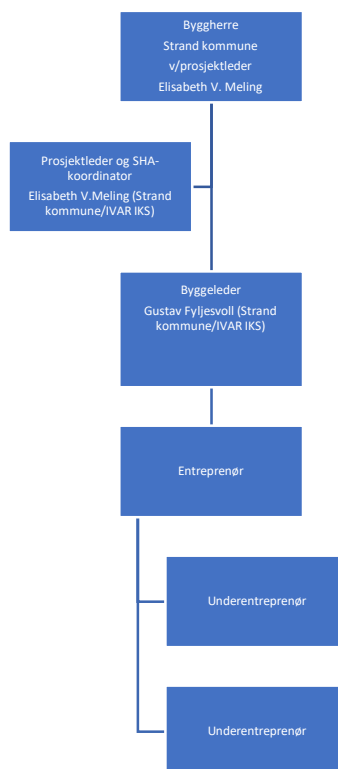 Byggherre
Strand kommune
v/prosjektleder
Elisabeth V. Meling
Prosjektleder og SHA-
koordinator
Elisabeth V.Meling (Strand
kommune/IVAR IKS)
Byggeleder
Gustav Fyljesvoll (Strand
kommune/IVAR IKS)
Entreprenør
Underentreprenør
Underentreprenør